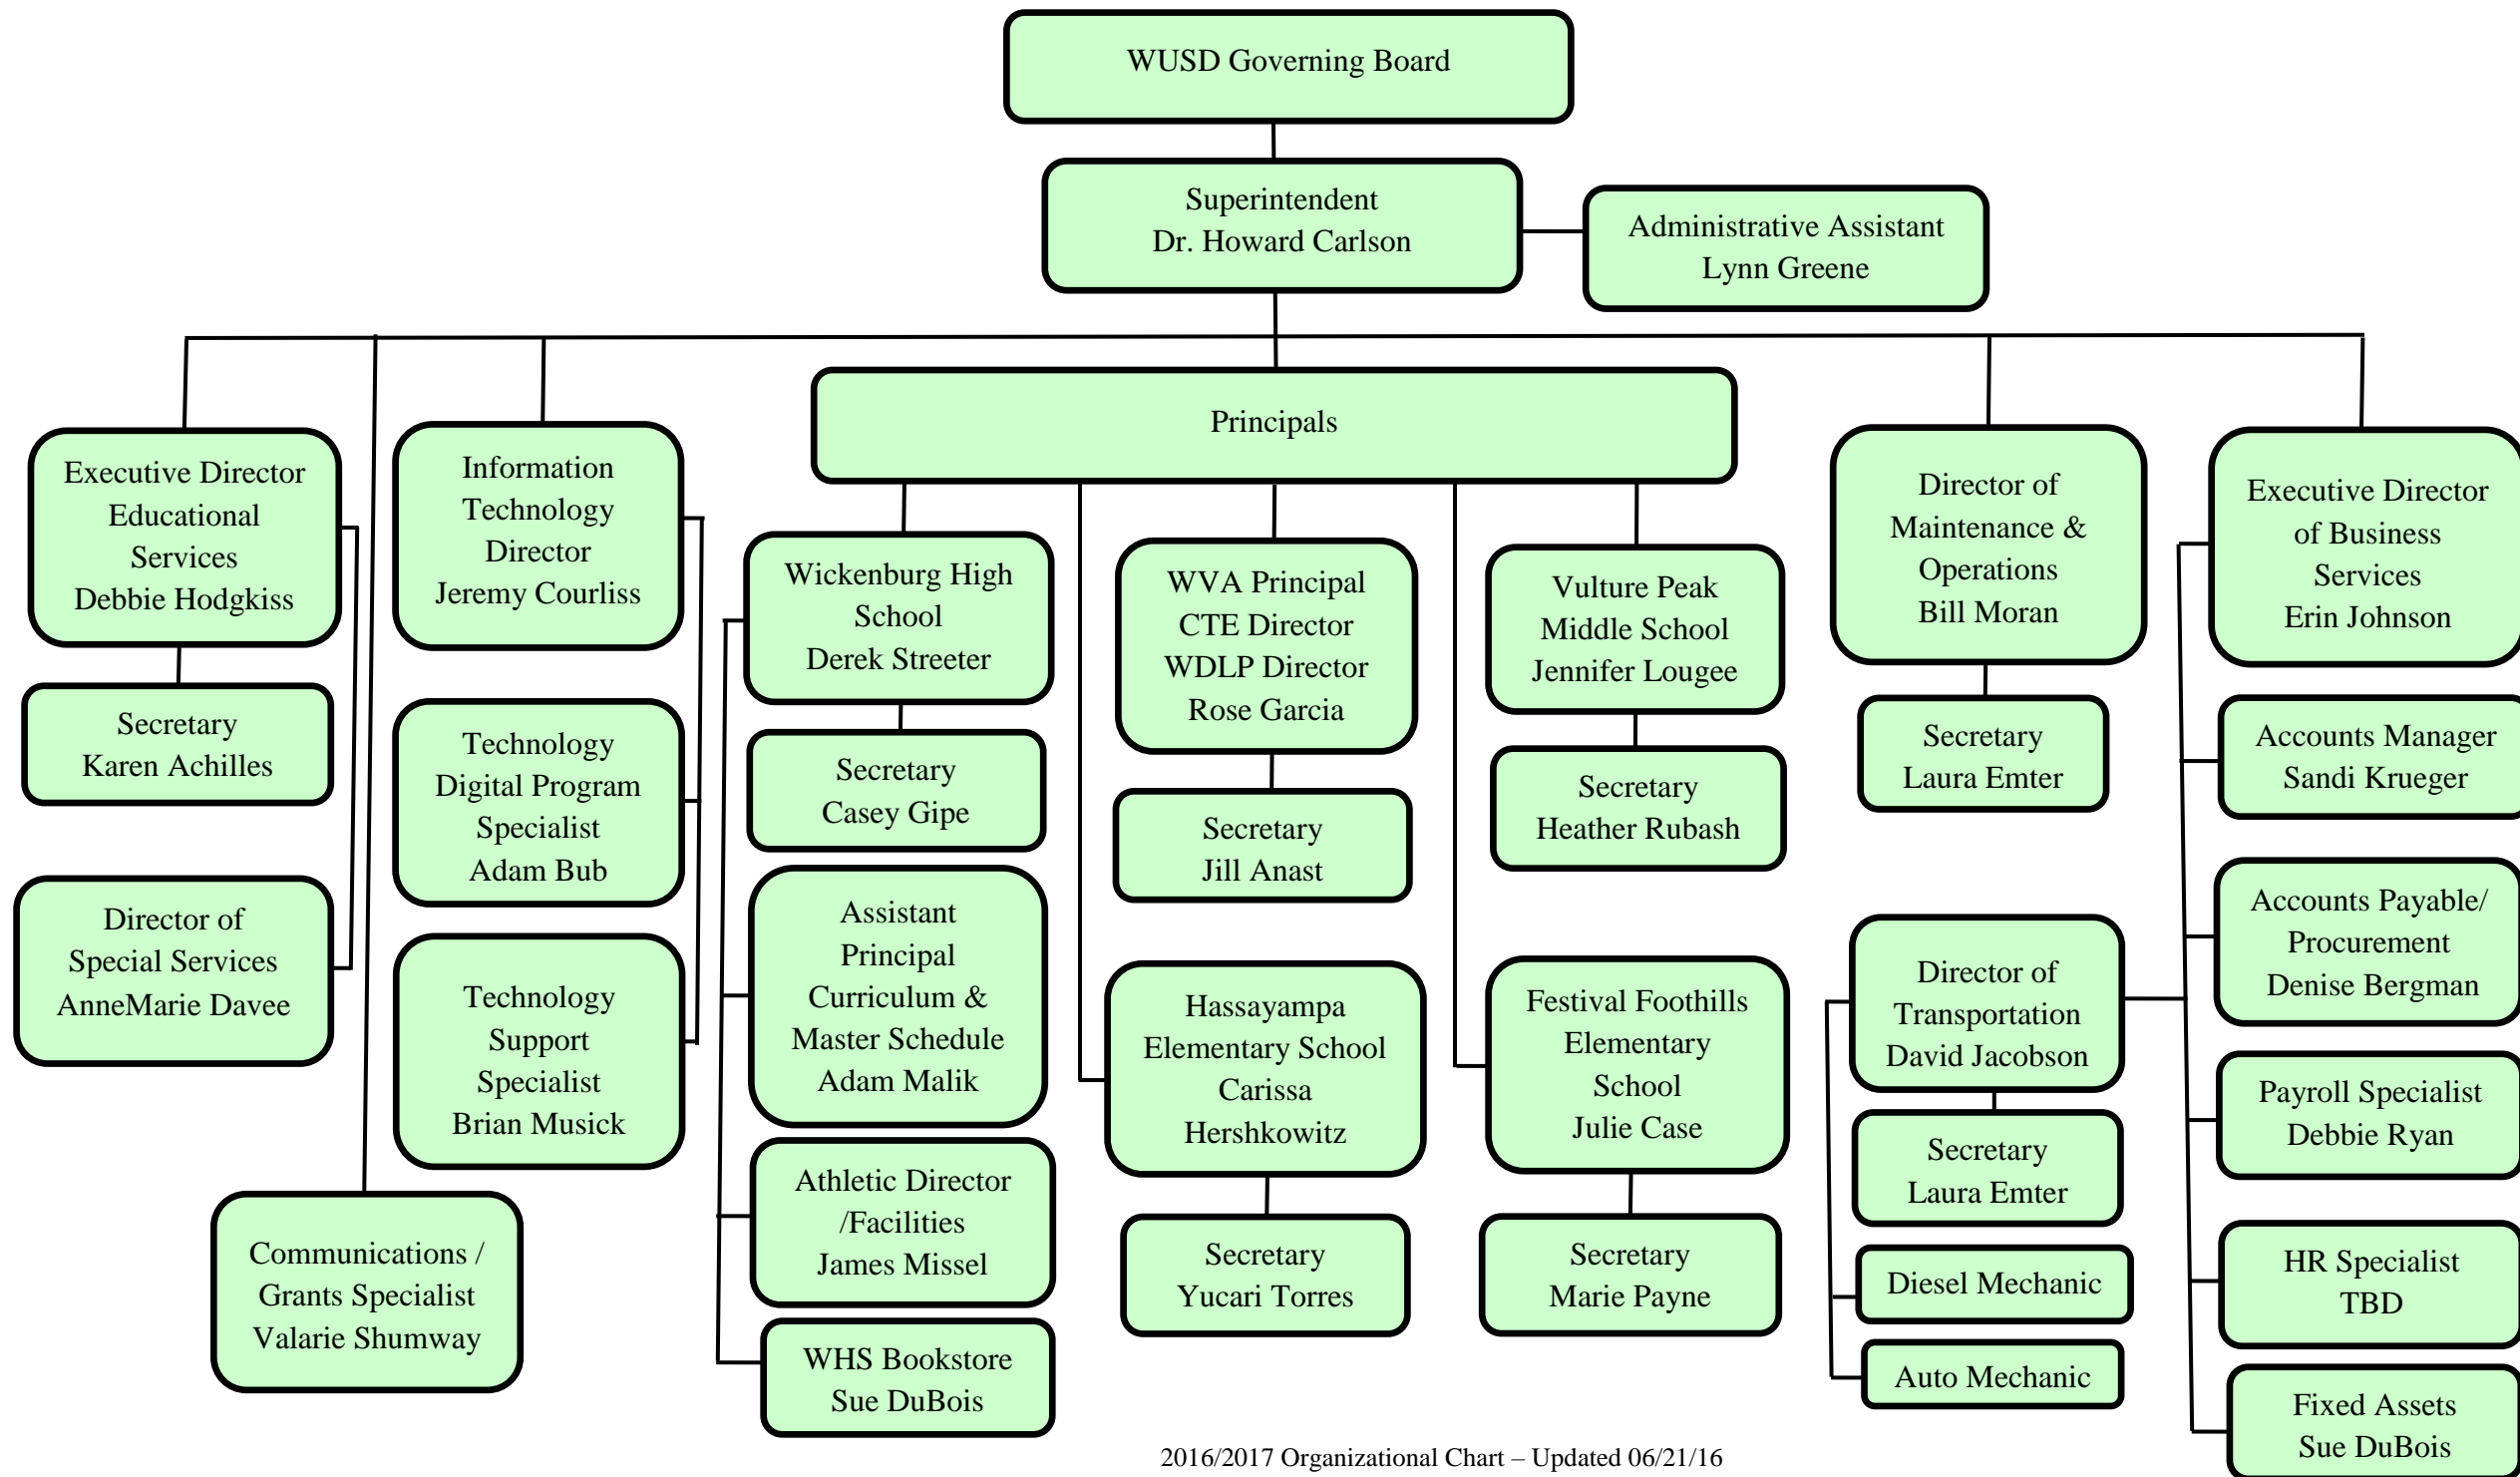 WUSD Governing Board
Superintendent
Dr. Howard Carlson
Administrative Assistant
Lynn Greene
Principals
Executive Director
Educational
Services
Debbie Hodgkiss
Secretary
Karen Achilles
Director of
Special Services
AnneMarie Davee
Communications /
Grants Specialist
Valarie Shumway
Information
Technology
Director
Jeremy Courliss
Technology
Digital Program
Specialist
Adam Bub
Technology
Support
Specialist
Brian Musick
Wickenburg High
School
Derek Streeter
Secretary
Casey Gipe
Assistant
Principal
Curriculum &
Master Schedule
Adam Malik
Athletic Director
/Facilities
James Missel
WHS Bookstore
Sue DuBois
WVA Principal
CTE Director
WDLP Director
Rose Garcia
Secretary
Jill Anast
Hassayampa
Elementary School
Carissa
Hershkowitz
Secretary
Yucari Torres
Vulture Peak
Middle School
Jennifer Lougee
Secretary
Heather Rubash
Festival Foothills
Elementary
School
Julie Case
Secretary
Marie Payne
Director of
Maintenance &
Operations
Bill Moran
Secretary
Laura Emter
Director of
Transportation
David Jacobson
Secretary
Laura Emter
Diesel Mechanic
Auto Mechanic
Executive Director
of Business
Services
Erin Johnson
Accounts Manager
Sandi Krueger
Accounts Payable/
Procurement
Denise Bergman
Payroll Specialist
Debbie Ryan
HR Specialist
TBD
Fixed Assets
Sue DuBois
2016/2017 Organizational Chart – Updated 06/21/16